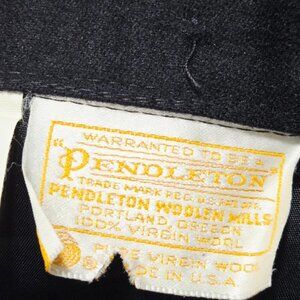 WARRANTED TO BE A
"PENDLETON"
TRADE MARK REG. U.S. PAT. OFF.
PENDLETON WOOLEN MILLS
PORTLAND, OREGON
100% VIRGIN WOOL
PURE VIRGIN WOOL
MADE IN U.S.A